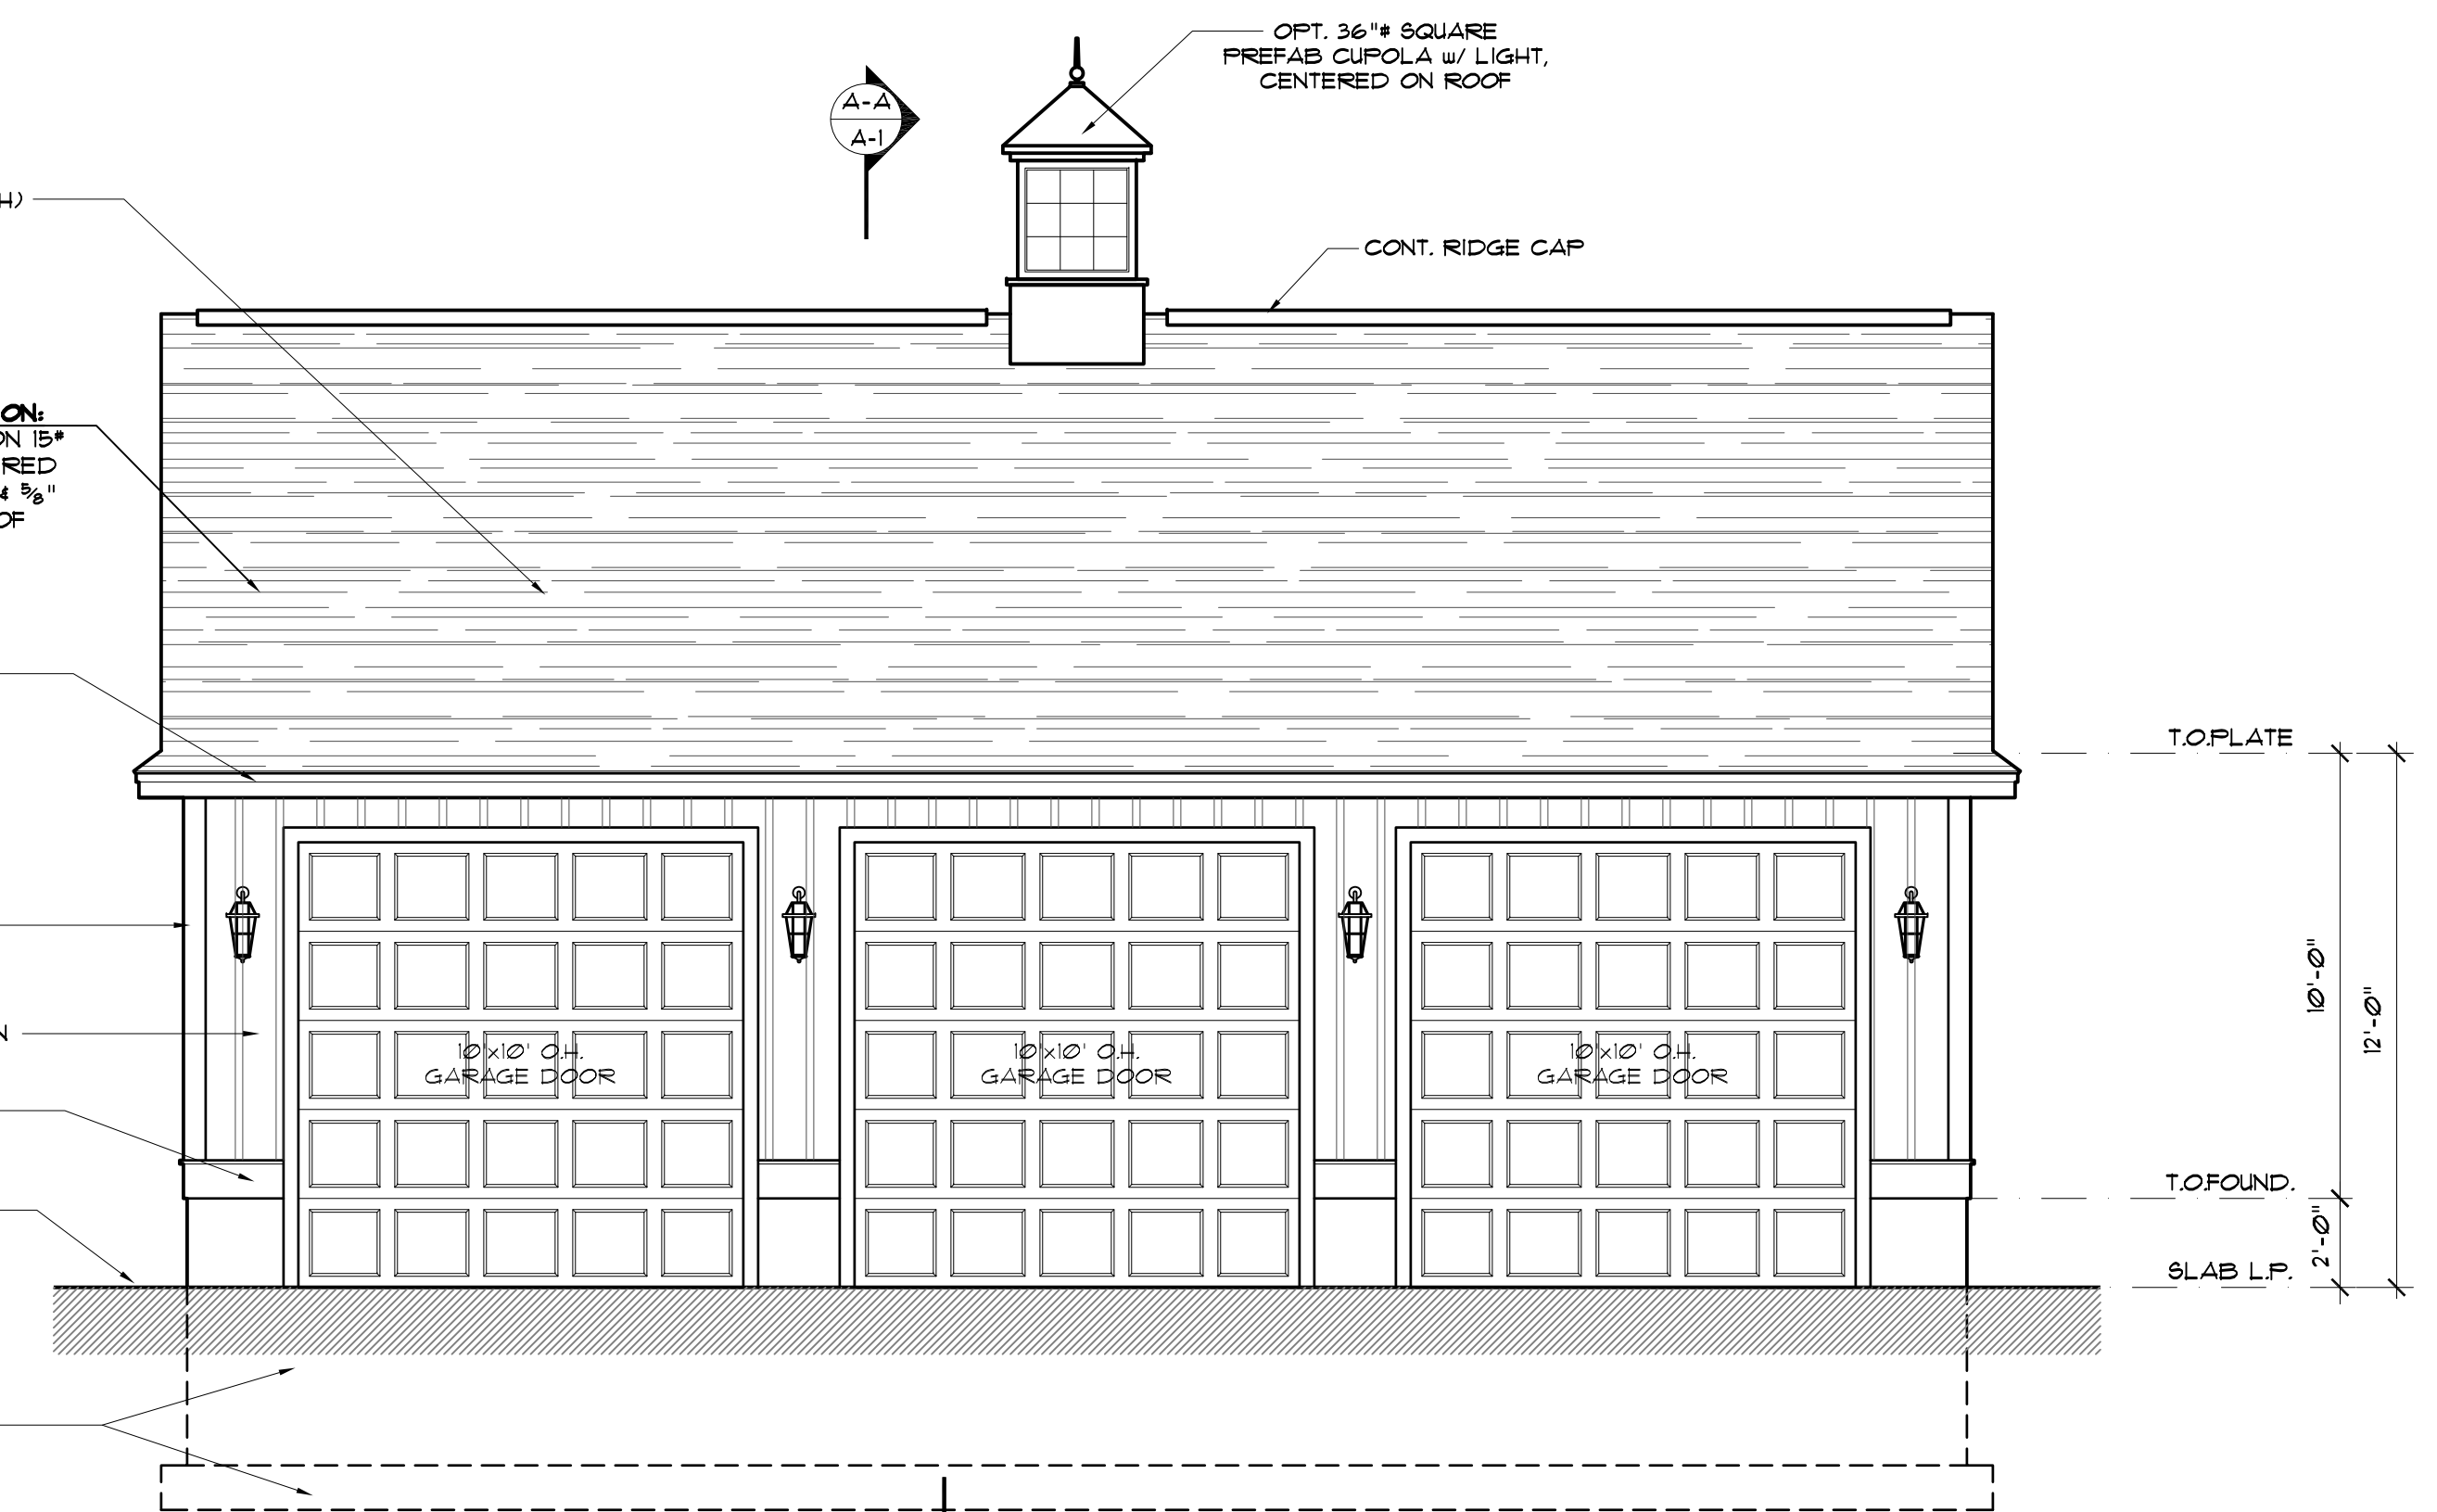 OPT. 36"# SQUARE
PREFAB CUPOLA w/ LIGHT,
CENTERED ON ROOF
A-A
A-1
H)
CONT. RIDGE CAP
ON:
ON 15#
RED
& 5/8"
OF
T.O.PLATE
10'-0"
12'-0"
N
10'x10' O.H.
GARAGE DOOR
10'x10' O.H.
GARAGE DOOR
10'x10' O.H.
GARAGE DOOR
T.O.FOUND.
2'-0"
SLAB L.P.